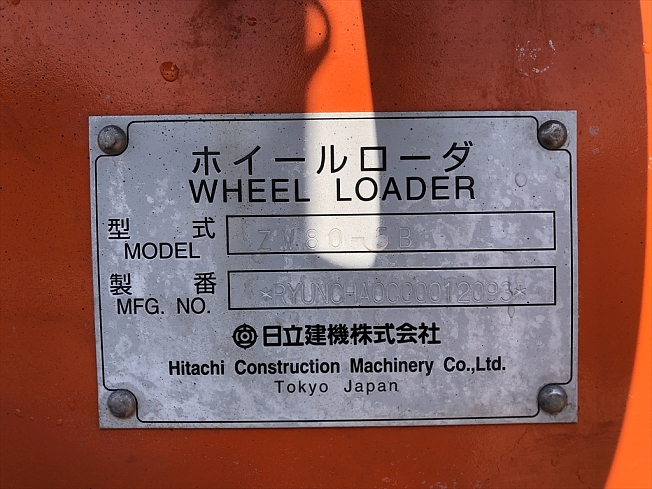 ホイールローダ
WHEEL LOADER
型式 ZW80-5B
MODEL
製番 *RYUNCHA0CG0012093*
MFG. NO.
日立建機株式会社
Hitachi Construction Machinery Co.,Ltd.
Tokyo Japan